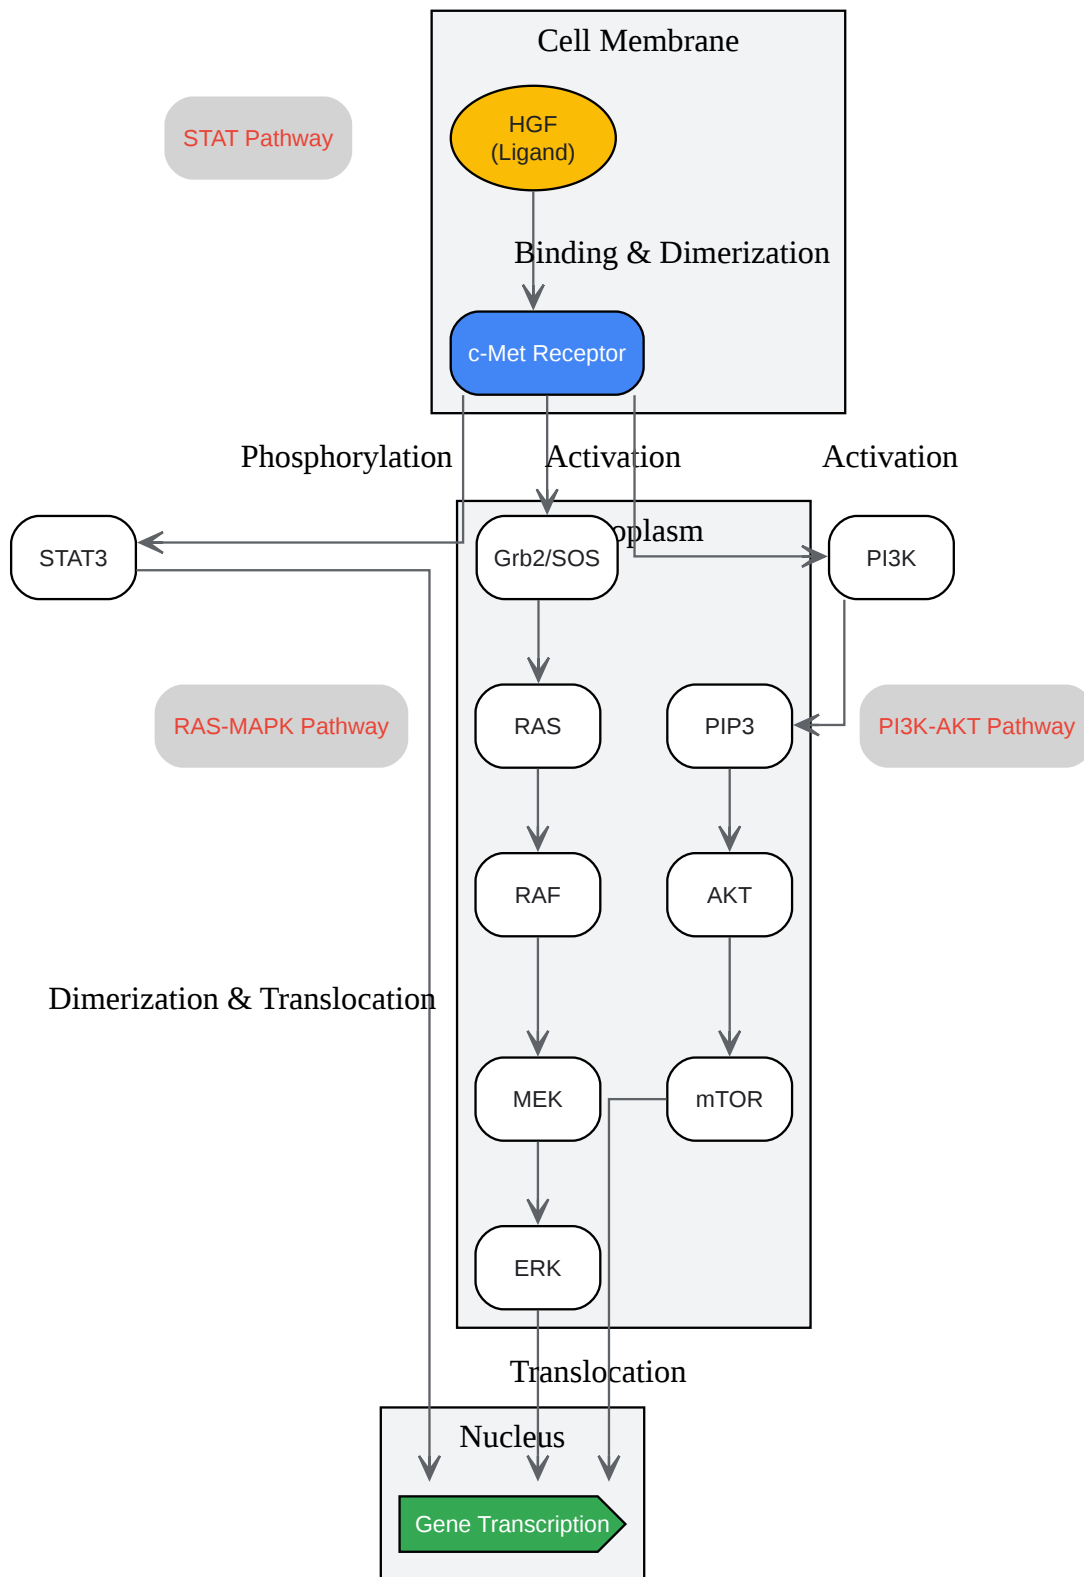 Cell Membrane
STAT Pathway
HGF
(Ligand)
Binding & Dimerization
c-Met Receptor
Phosphorylation
Activation
Activation
oplasm
STAT3
Grb2/SOS
PI3K
RAS-MAPK Pathway
RAS
PIP3
PI3K-AKT Pathway
RAF
AKT
Dimerization & Translocation
MEK
mTOR
ERK
Translocation
Nucleus
Gene Transcription